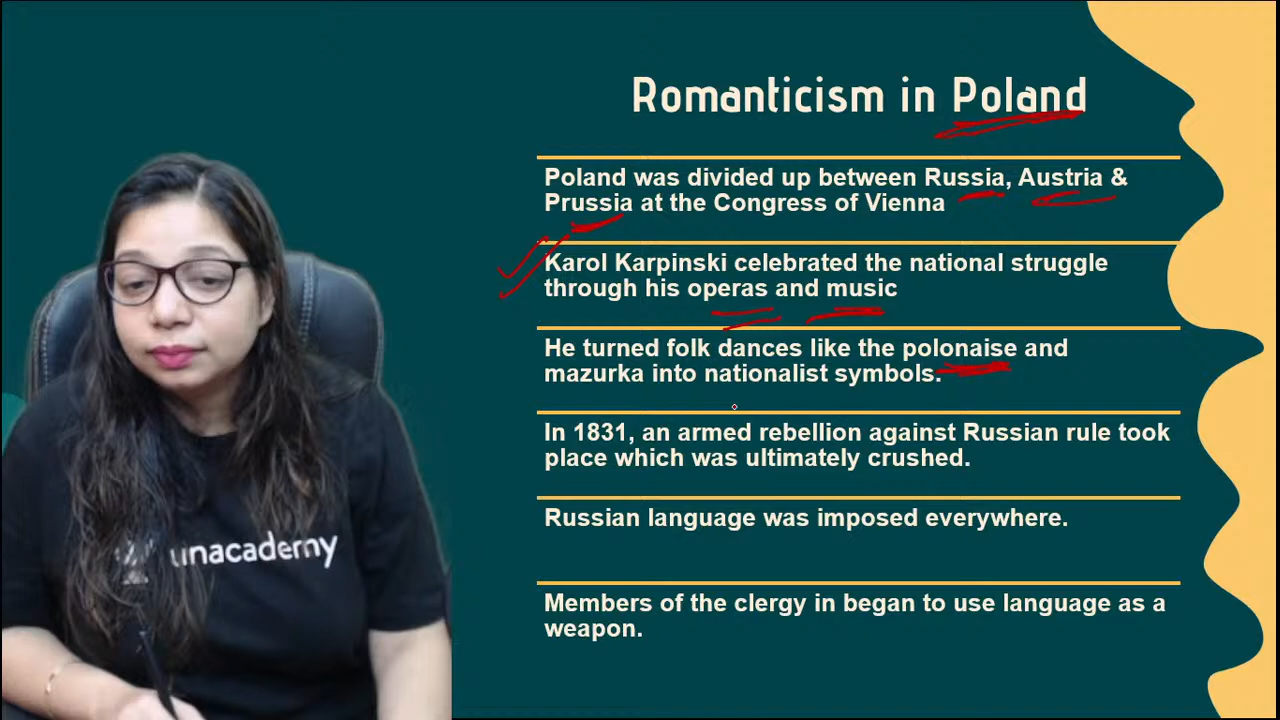 Romanticism in Poland
Poland was divided up between Russia, Austria &
Prussia at the Congress of Vienna
Karol Karpinski celebrated the national struggle
through his operas and music
He turned folk dances like the polonaise and
mazurka into nationalist symbols.
In 1831, an armed rebellion against Russian rule took
place which was ultimately crushed.
Russian language was imposed everywhere.
Members of the clergy in began to use language as a
weapon.
unacademy